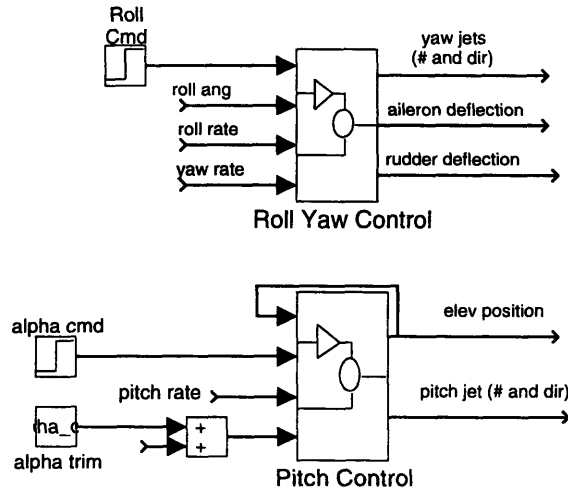 Roll
Cmd
yaw jets
(# and dir)
roll ang
aileron deflection
roll rate
rudder deflection
yaw rate
Roll Yaw Control
elev position
alpha cmd
pitch rate
pitch jet (# and dir)
ha_c
+
+
alpha trim
Pitch Control